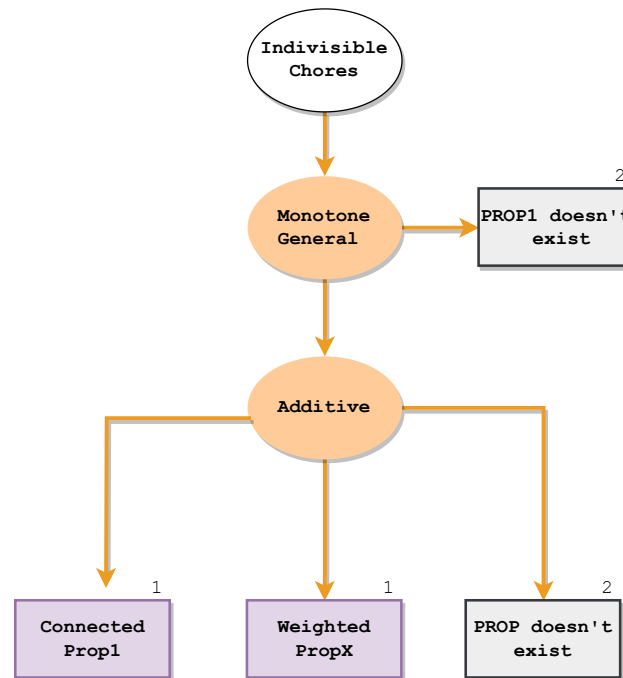 Indivisible
Chores
2
Monotone
General
PROP1 doesn't
exist
Additive
1
1
2
Connected
Prop1
Weighted
PropX
PROP doesn't
exist